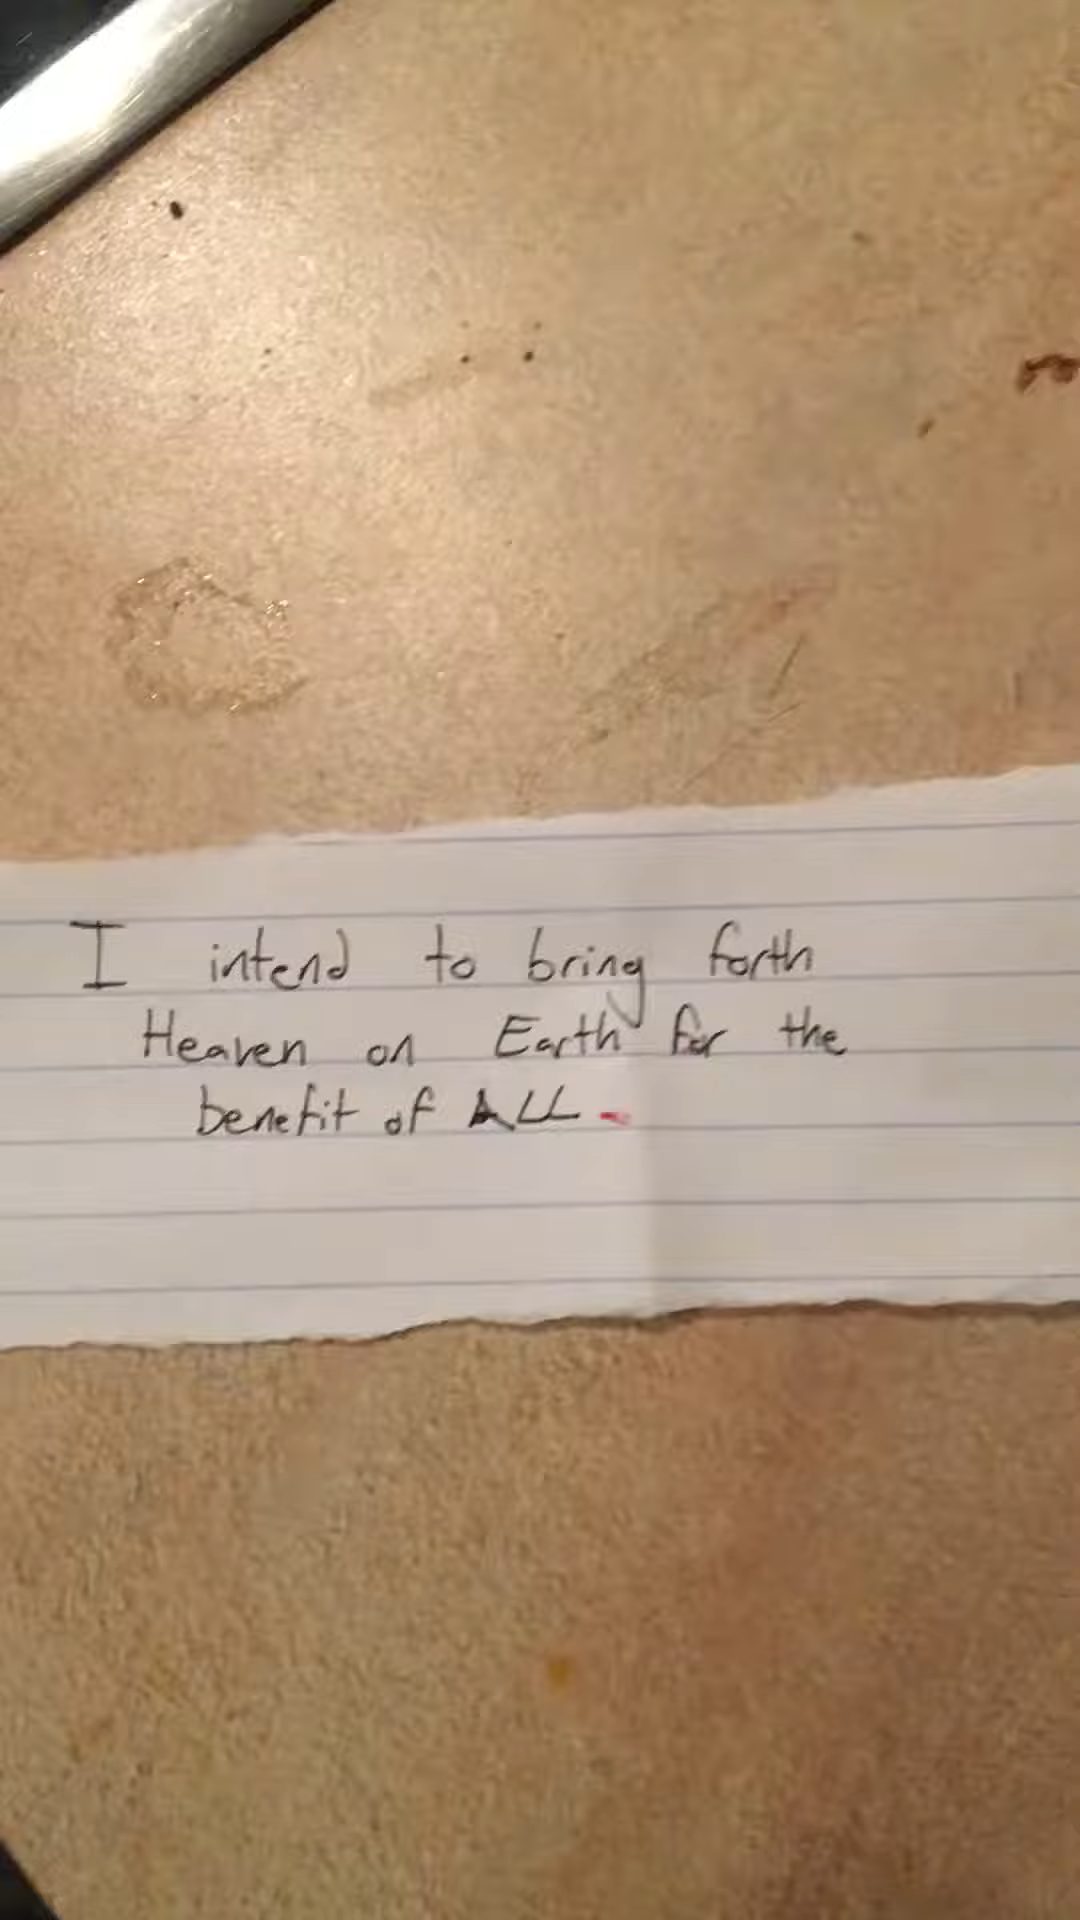 I intend to bring forth
Heaven on Earth for the
benefit of ALL.